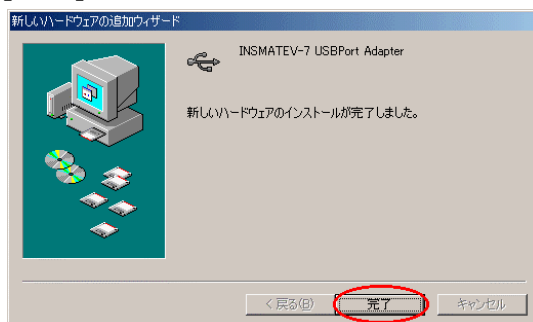 新しいハードウェアの追加ウィザード
INSMATEV-7 USBPort Adapter
新しいハードウェアのインストールが完了しました。
< 戻る(B)
完了
キャンセル